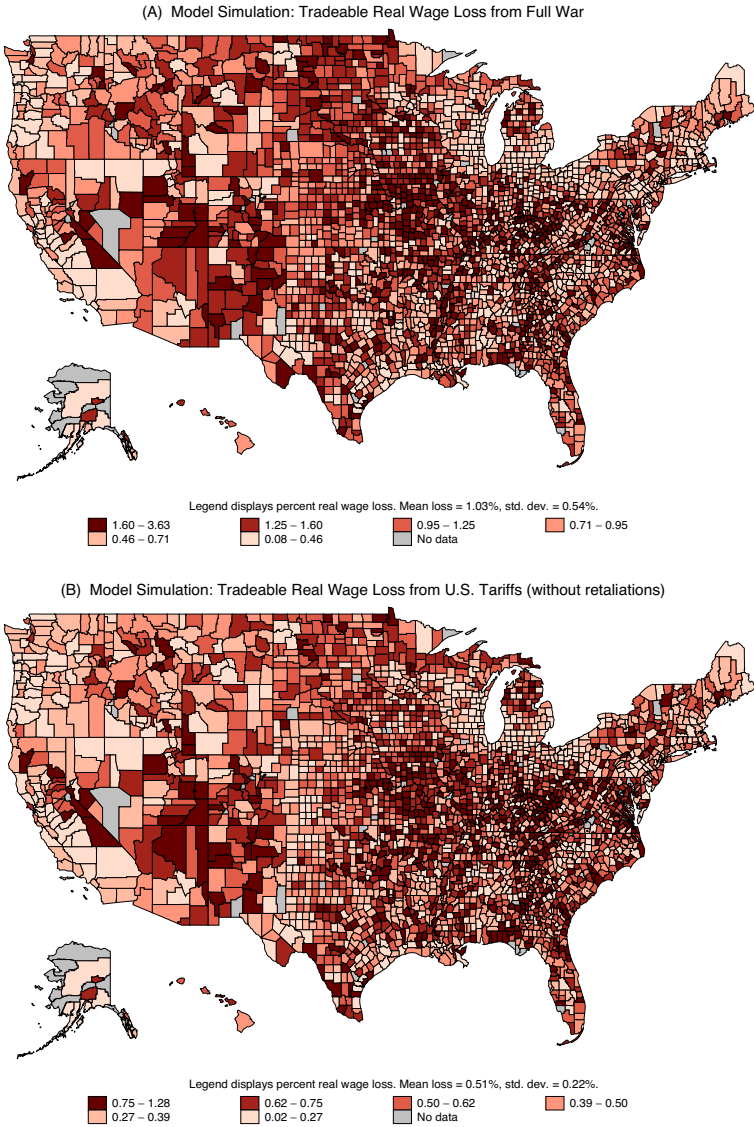 (A) Model Simulation: Tradeable Real Wage Loss from Full War
Legend displays percent real wage loss. Mean loss = 1.03%, std. dev. = 0.54%.
1.60 – 3.63 1.25 – 1.60 0.95 – 1.25 0.71 – 0.95
0.46 – 0.71 0.08 – 0.46 No data
(B) Model Simulation: Tradeable Real Wage Loss from U.S. Tariffs (without retaliations)
Legend displays percent real wage loss. Mean loss = 0.51%, std. dev. = 0.22%.
0.75 – 1.28 0.62 – 0.75 0.50 – 0.62 0.39 – 0.50
0.27 – 0.39 0.02 – 0.27 No data